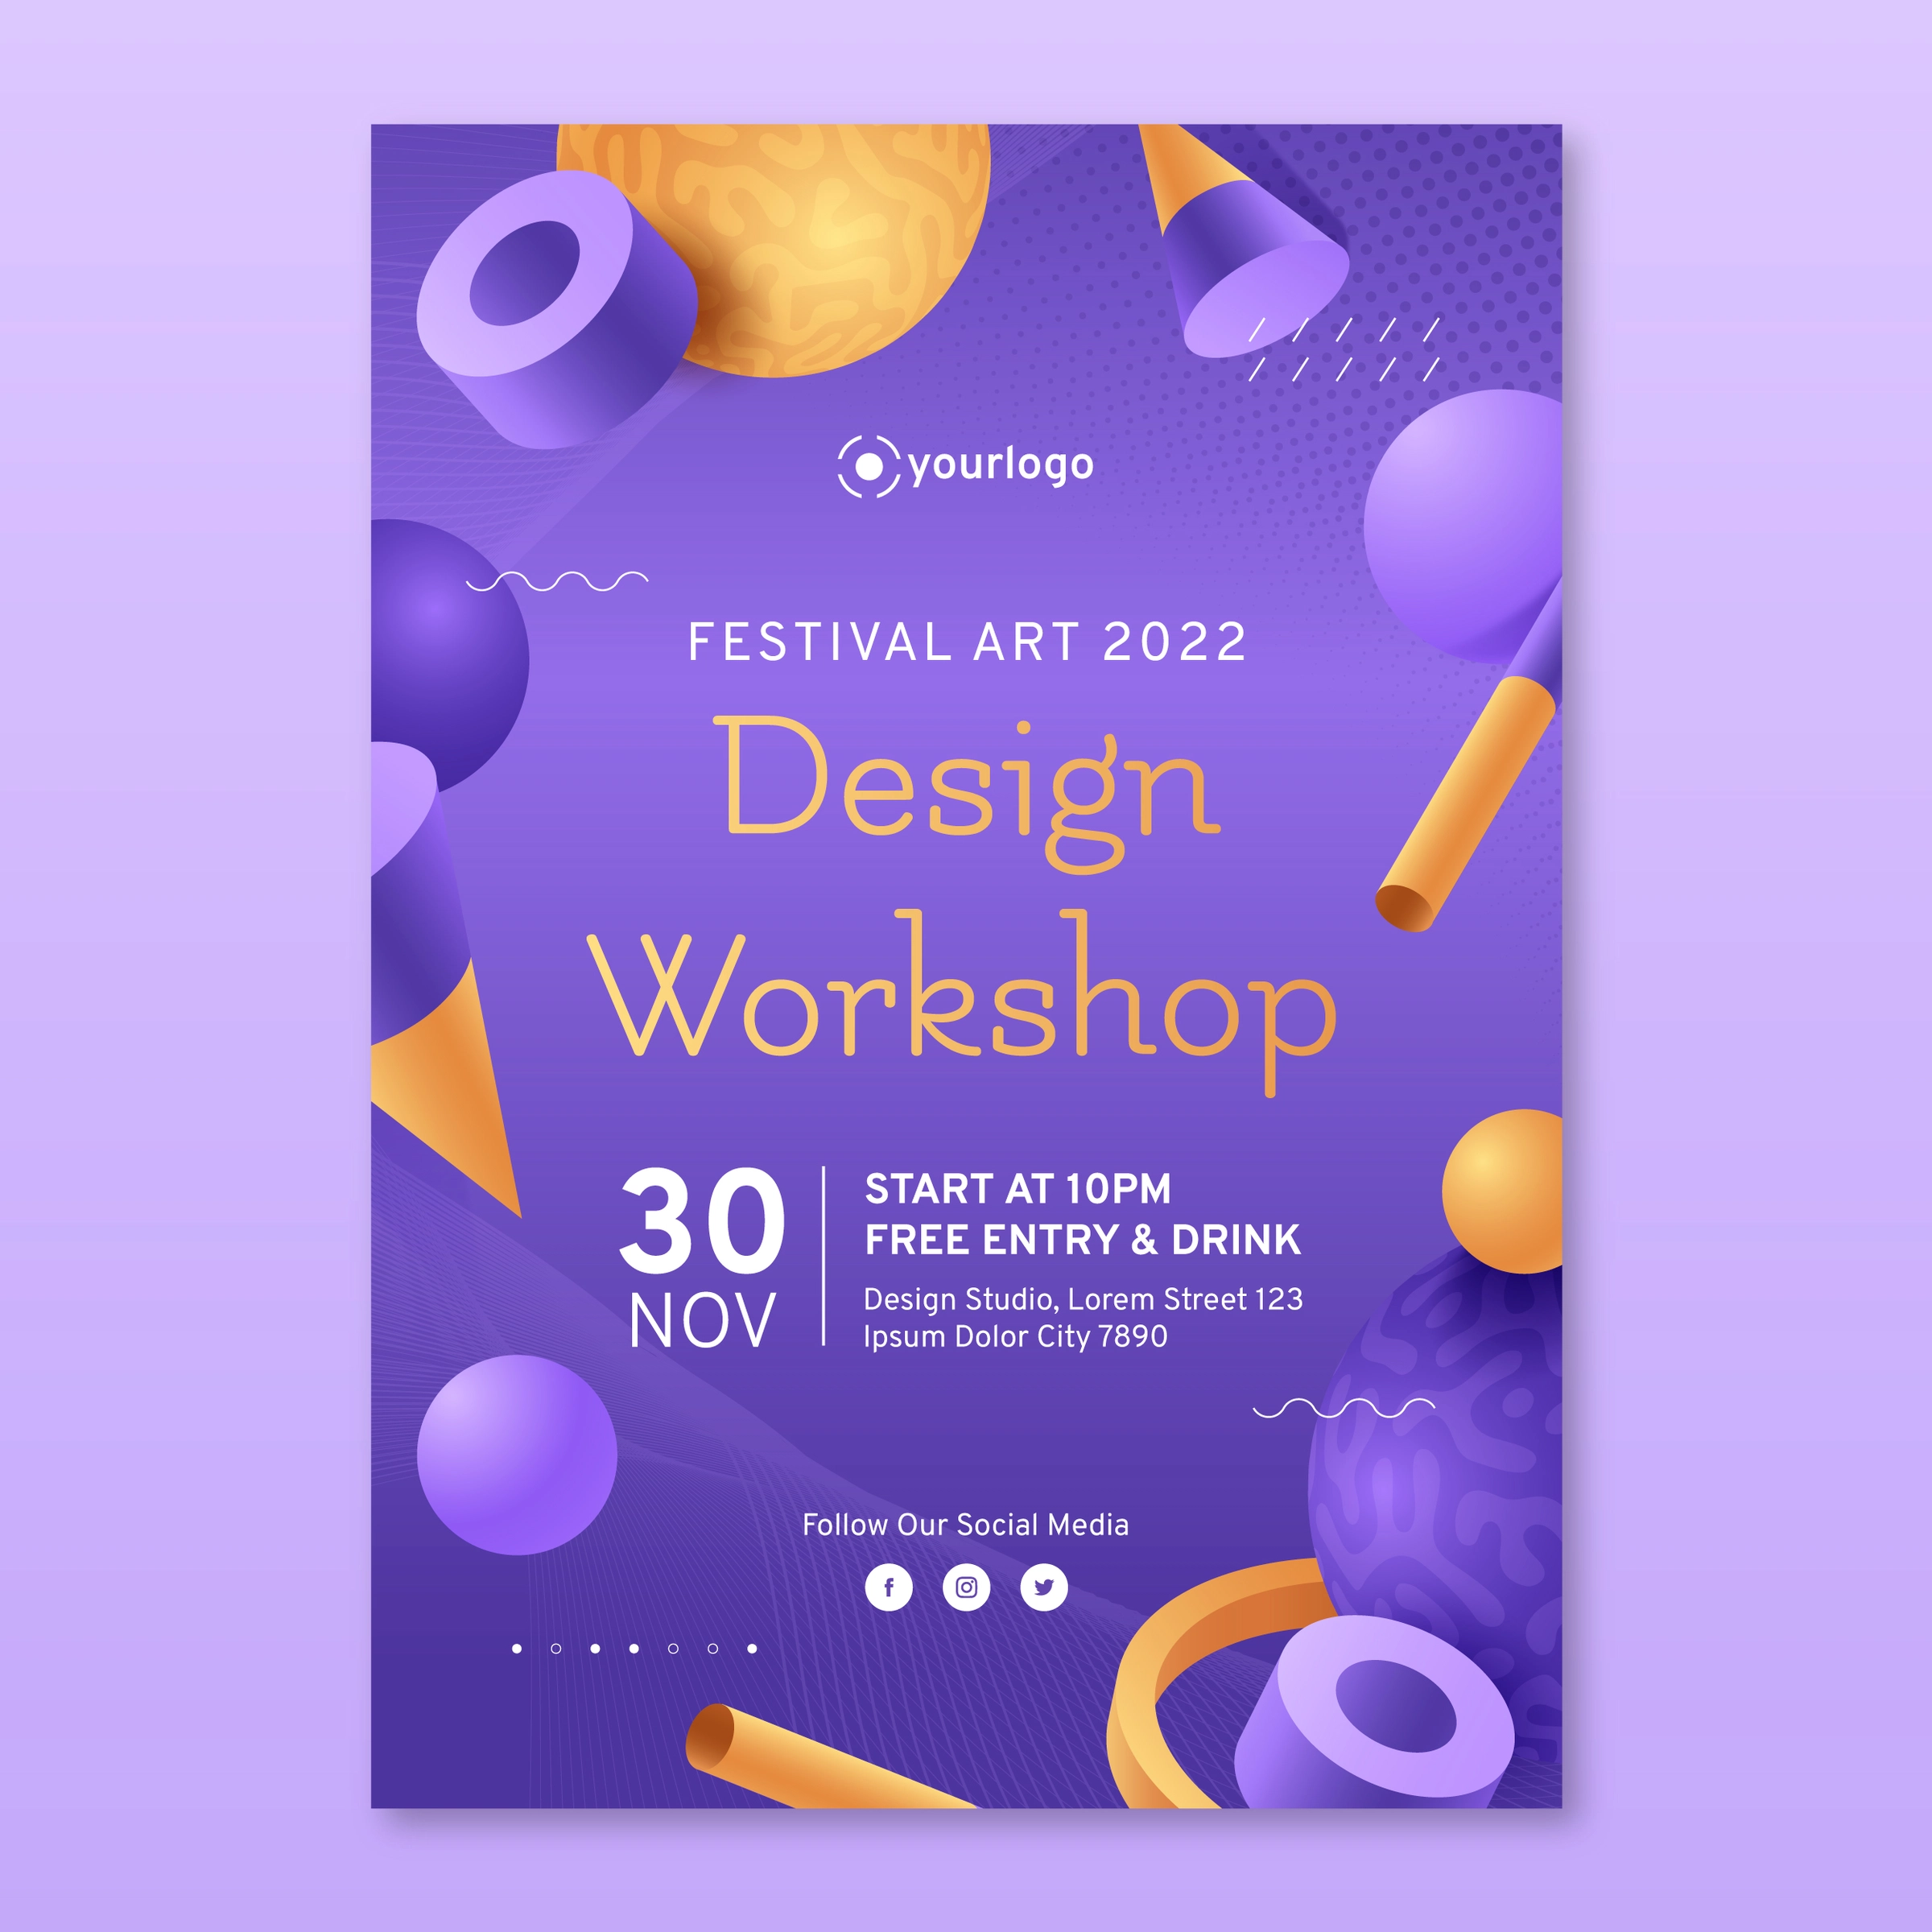 yourlogo
FESTIVAL ART 2022
Design
Workshop
30
NOV
START AT 10PM
FREE ENTRY & DRINK
Design Studio, Lorem Street 123
Ipsum Dolor City 7890
Follow Our Social Media